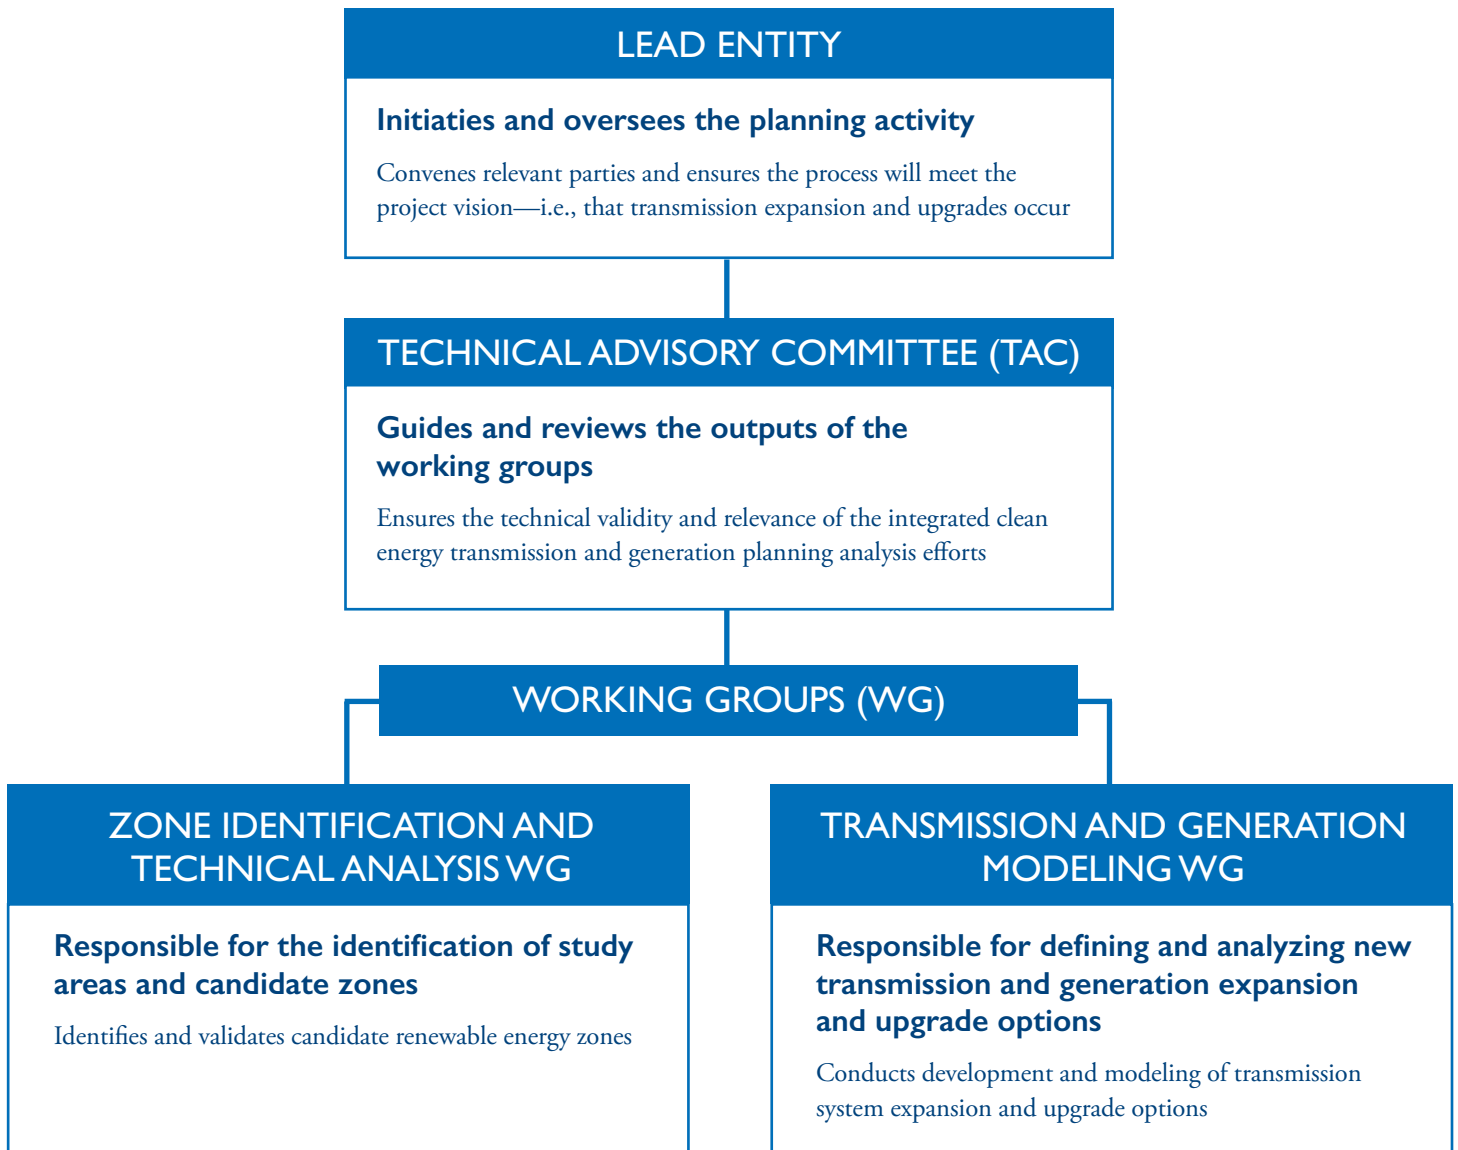 LEAD ENTITY
Initiaties and oversees the planning activity
Convenes relevant parties and ensures the process will meet the
project vision—i.e., that transmission expansion and upgrades occur
TECHNICAL ADVISORY COMMITTEE (TAC)
Guides and reviews the outputs of the
working groups
Ensures the technical validity and relevance of the integrated clean
energy transmission and generation planning analysis efforts
WORKING GROUPS (WG)
ZONE IDENTIFICATION AND
TECHNICAL ANALYSIS WG
Responsible for the identification of study
areas and candidate zones
Identifies and validates candidate renewable energy zones
TRANSMISSION AND GENERATION
MODELING WG
Responsible for defining and analyzing new
transmission and generation expansion
and upgrade options
Conducts development and modeling of transmission
system expansion and upgrade options